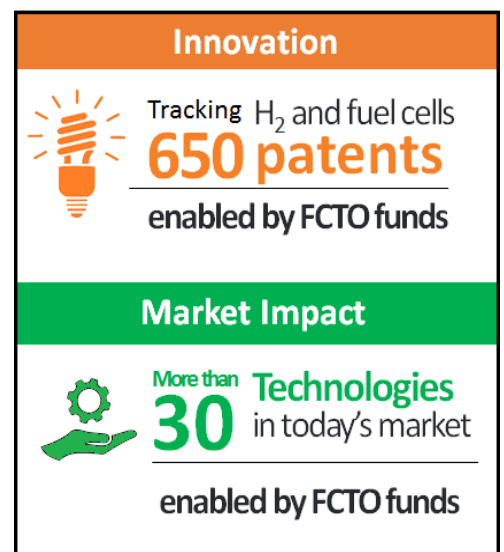 Innovation
Tracking H₂ and fuel cells
650 patents
enabled by FCTO funds
Market Impact
More than Technologies
30 in today's market
enabled by FCTO funds